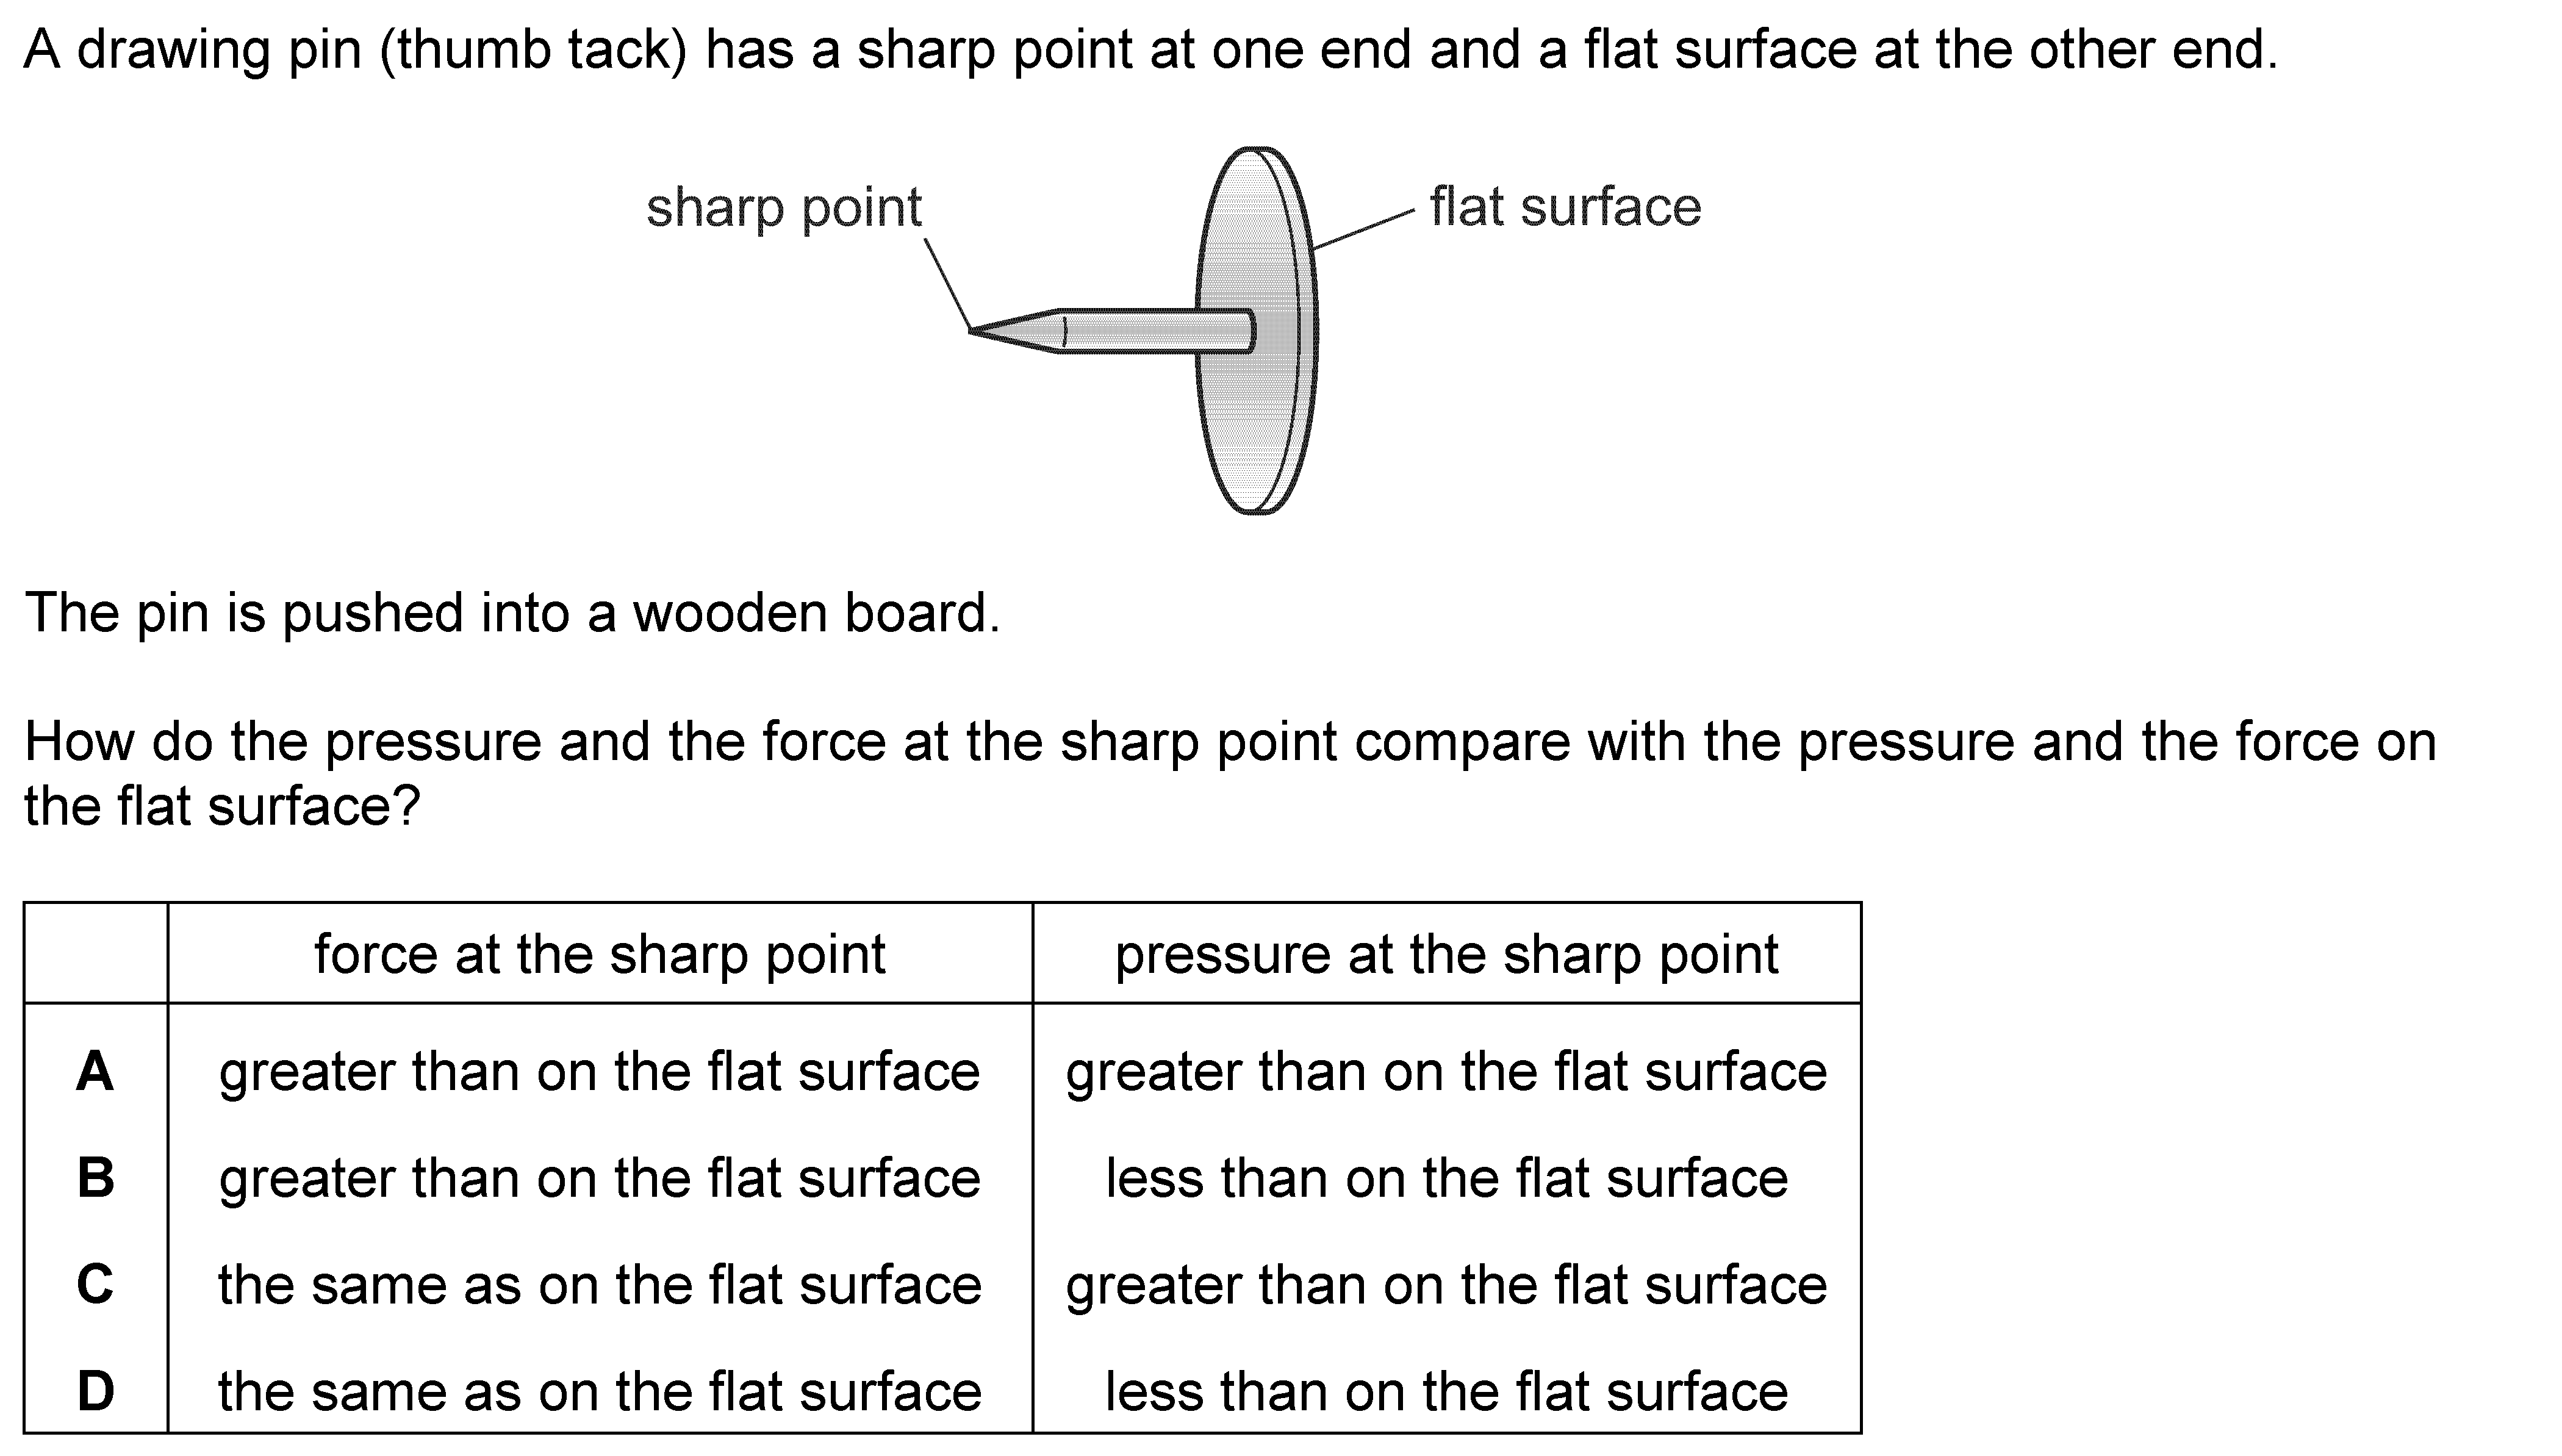 A drawing pin (thumb tack) has a sharp point at one end and a flat surface at the other end.
sharp point
flat surface
The pin is pushed into a wooden board.
How do the pressure and the force at the sharp point compare with the pressure and the force on
the flat surface?
force at the sharp point pressure at the sharp point
A greater than on the flat surface greater than on the flat surface
B greater than on the flat surface less than on the flat surface
C the same as on the flat surface greater than on the flat surface
D the same as on the flat surface less than on the flat surface